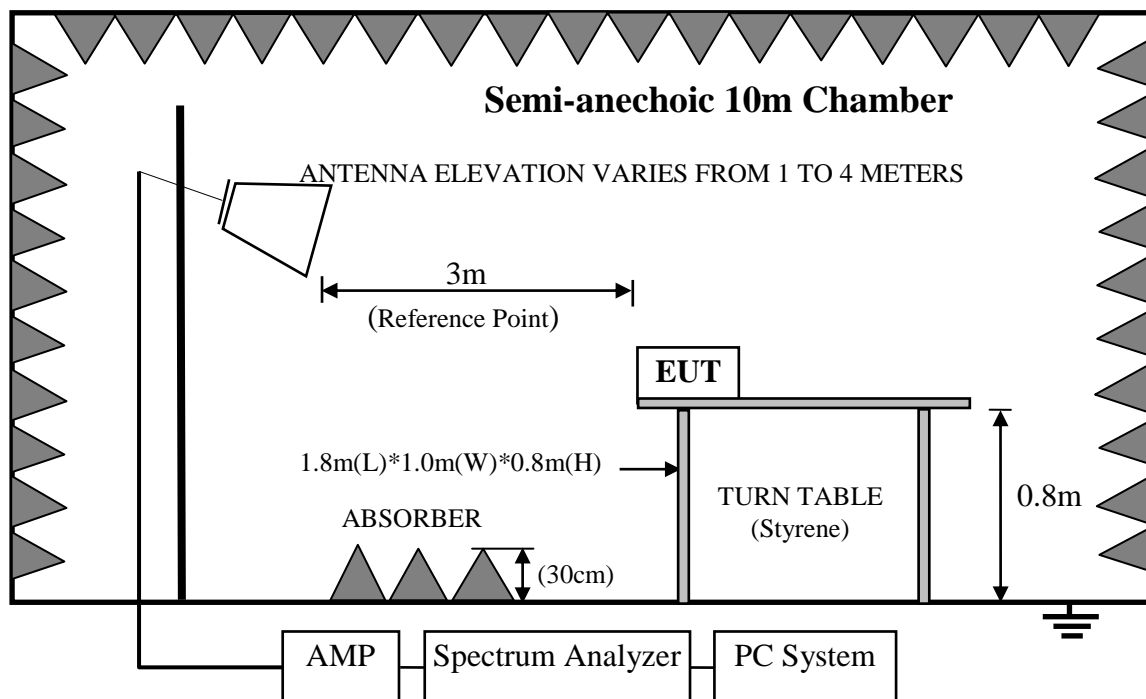 Semi-anechoic 10m Chamber
ANTENNA ELEVATION VARIES FROM 1 TO 4 METERS
3m
(Reference Point)
EUT
1.8m(L)*1.0m(W)*0.8m(H)
TURN TABLE
(Styrene)
0.8m
ABSORBER
(30cm)
AMP
Spectrum Analyzer
PC System